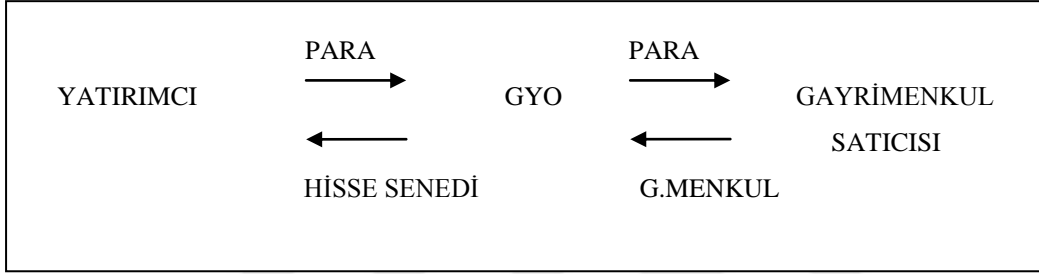 PARA PARA
YATIRIMCI GYO GAYRİMENKUL
SATICISI
HİSSE SENEDİ G.MENKUL